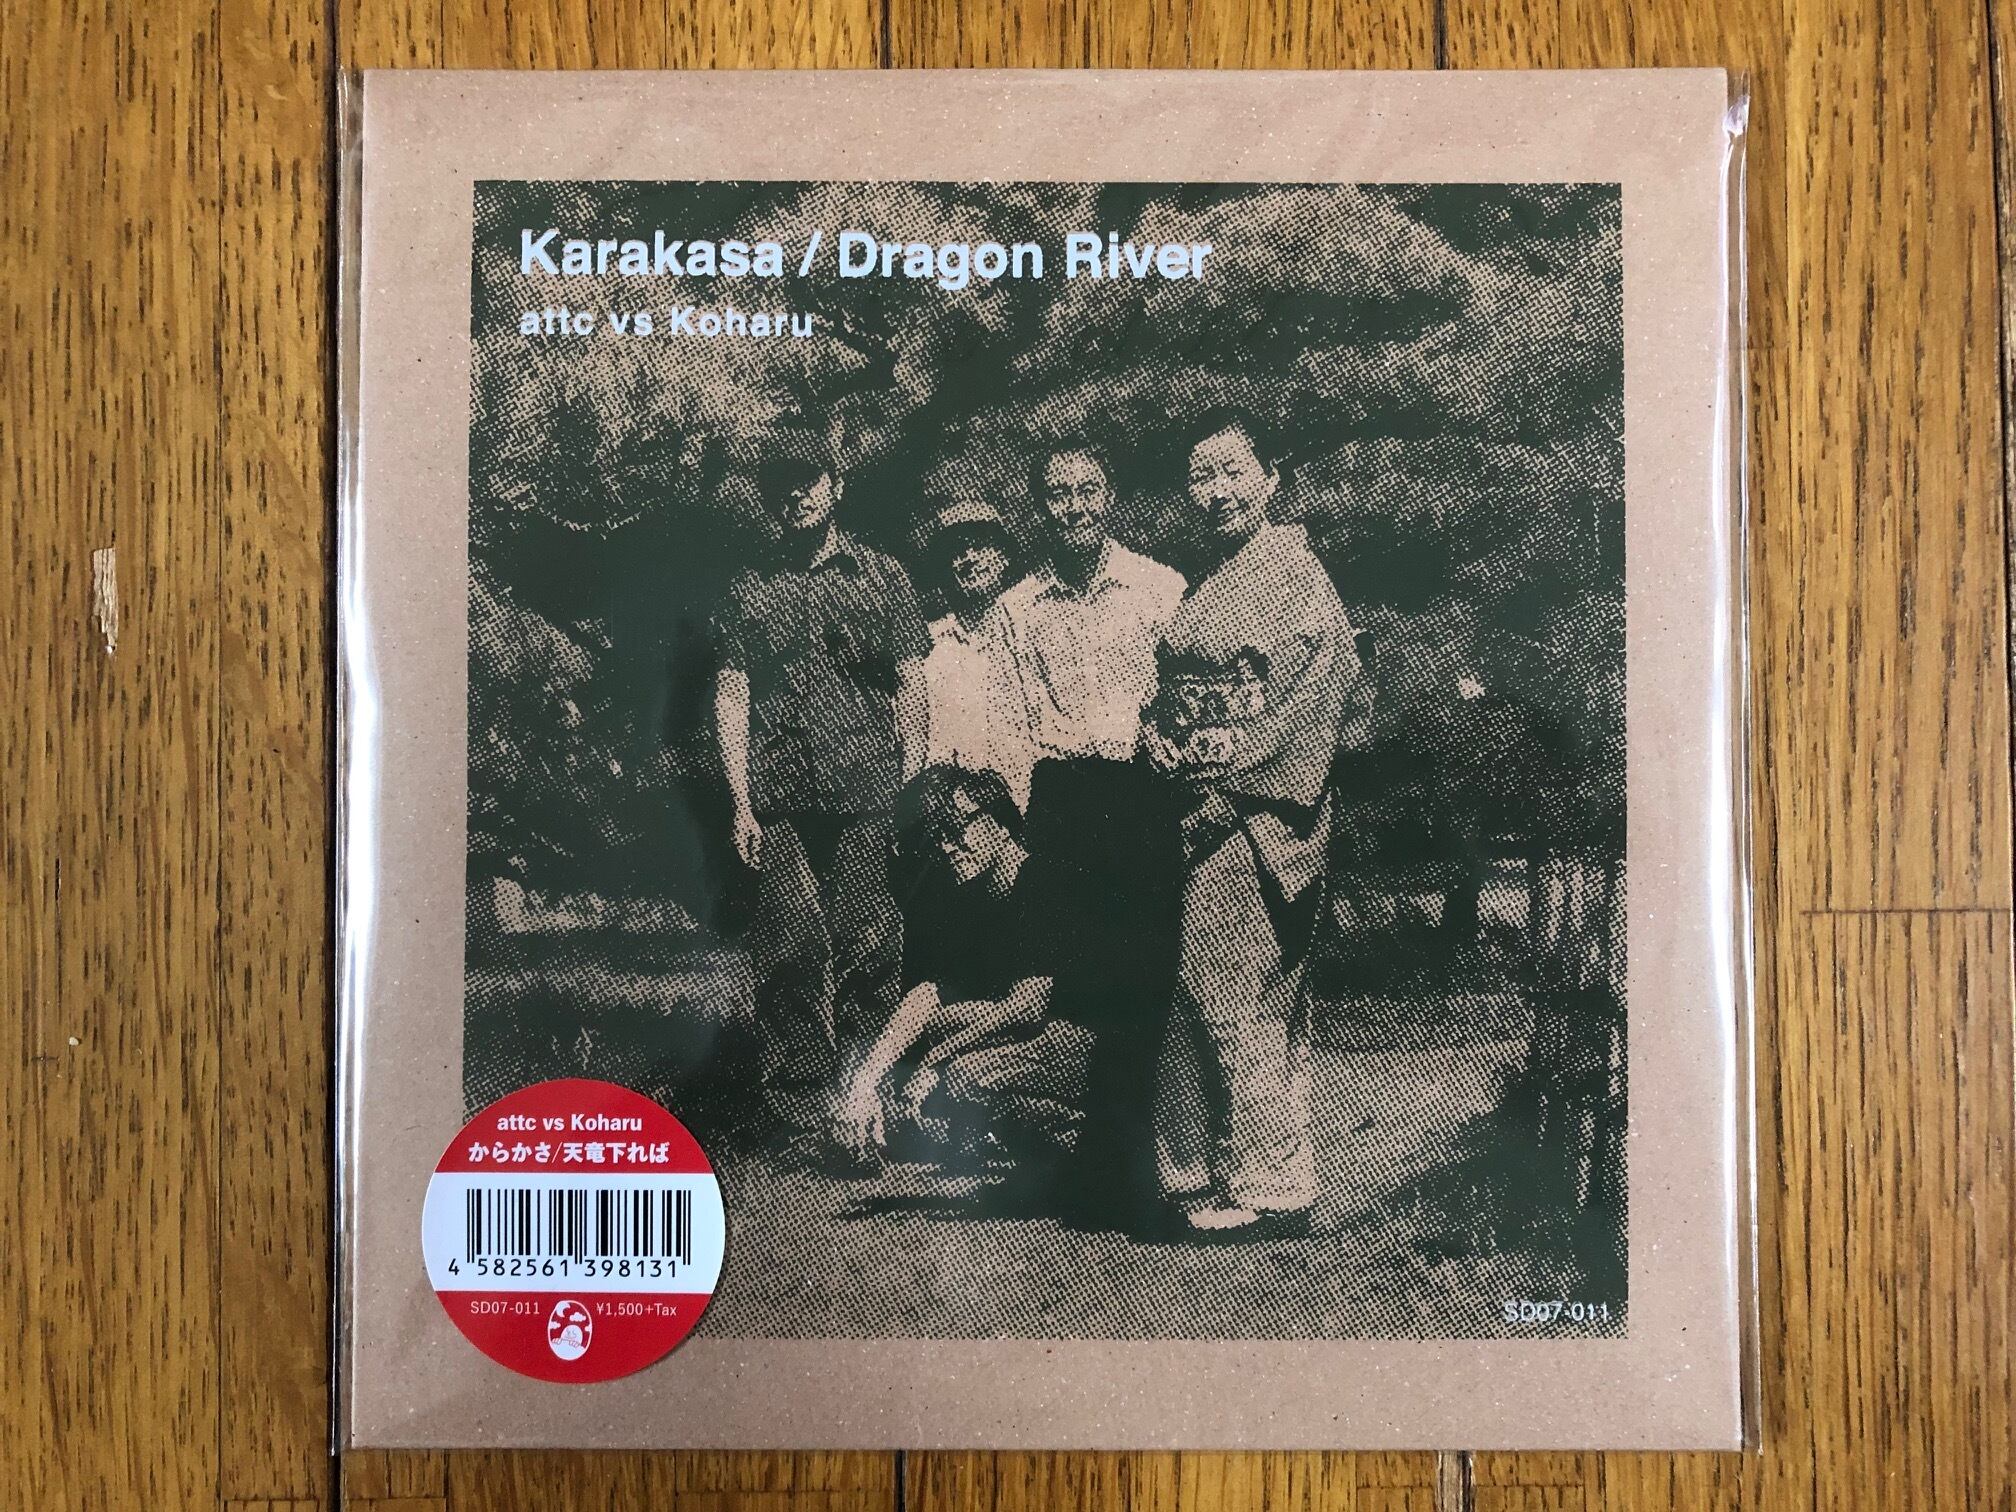 Karakasa / Dragon River
attc vs Koharu
attc vs Koharu
からかさ/天竜下れば
4 582561 398131
SD07-011
¥1,500+Tax
SD07-011